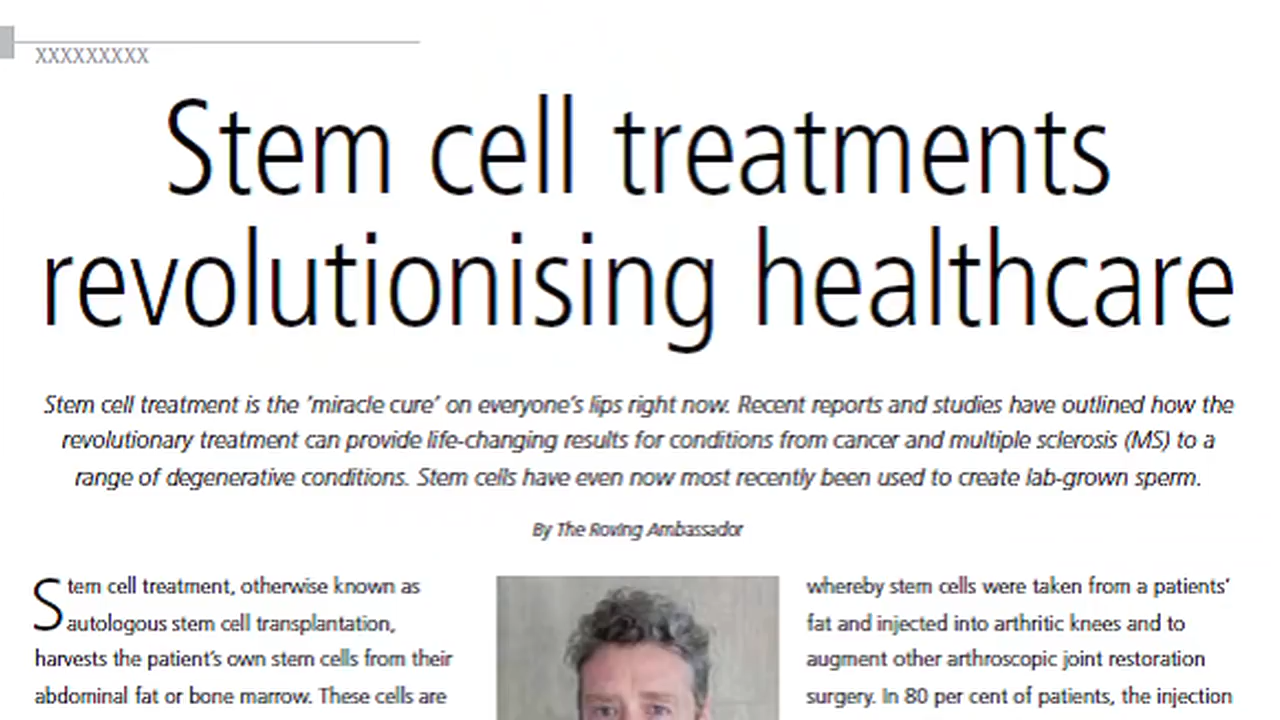 XXXXXXXXX
Stem cell treatments
revolutionising healthcare
Stem cell treatment is the ‘miracle cure’ on everyone’s lips right now. Recent reports and studies have outlined how the
revolutionary treatment can provide life-changing results for conditions from cancer and multiple sclerosis (MS) to a
range of degenerative conditions. Stem cells have even now most recently been used to create lab-grown sperm.
By The Roving Ambassador
Stem cell treatment, otherwise known as
autologous stem cell transplantation,
harvests the patient’s own stem cells from their
abdominal fat or bone marrow. These cells are
whereby stem cells were taken from a patients’
fat and injected into arthritic knees and to
augment other arthroscopic joint restoration
surgery. In 80 per cent of patients, the injection